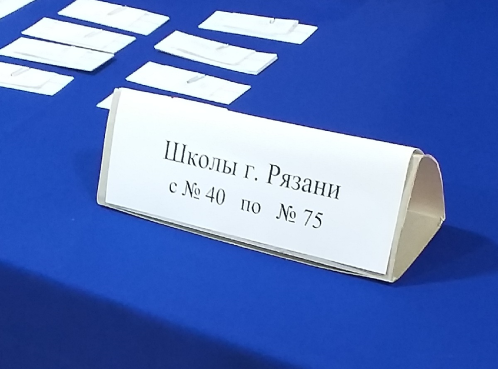 Школы г. Рязани
с № 40 по № 75